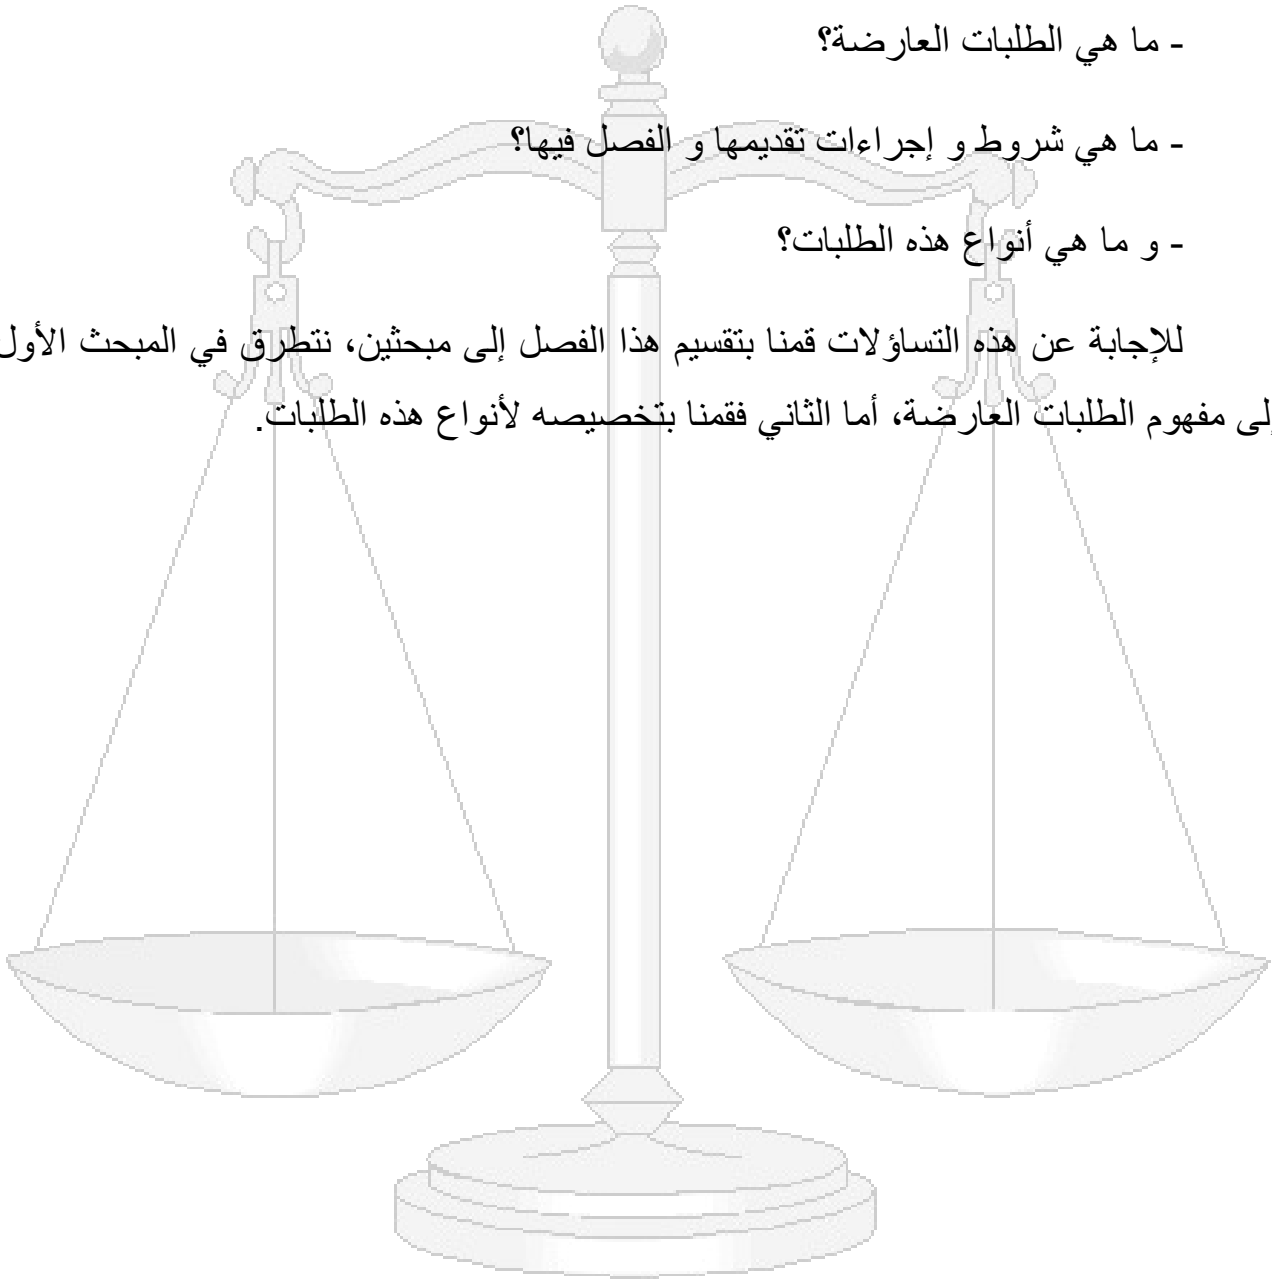 - ما هي الطلبات العارضة؟
- ما هي شروط و إجراءات تقديمها و الفصل فيها؟
- و ما هي أنواع هذه الطلبات؟
للإجابة عن هذه التساؤلات قمنا بتقسيم هذا الفصل إلى مبحثين، نتطرق في المبحث الأول
إلى مفهوم الطلبات العارضة، أما الثاني فقمنا بتخصيصه لأنواع هذه الطلبات.